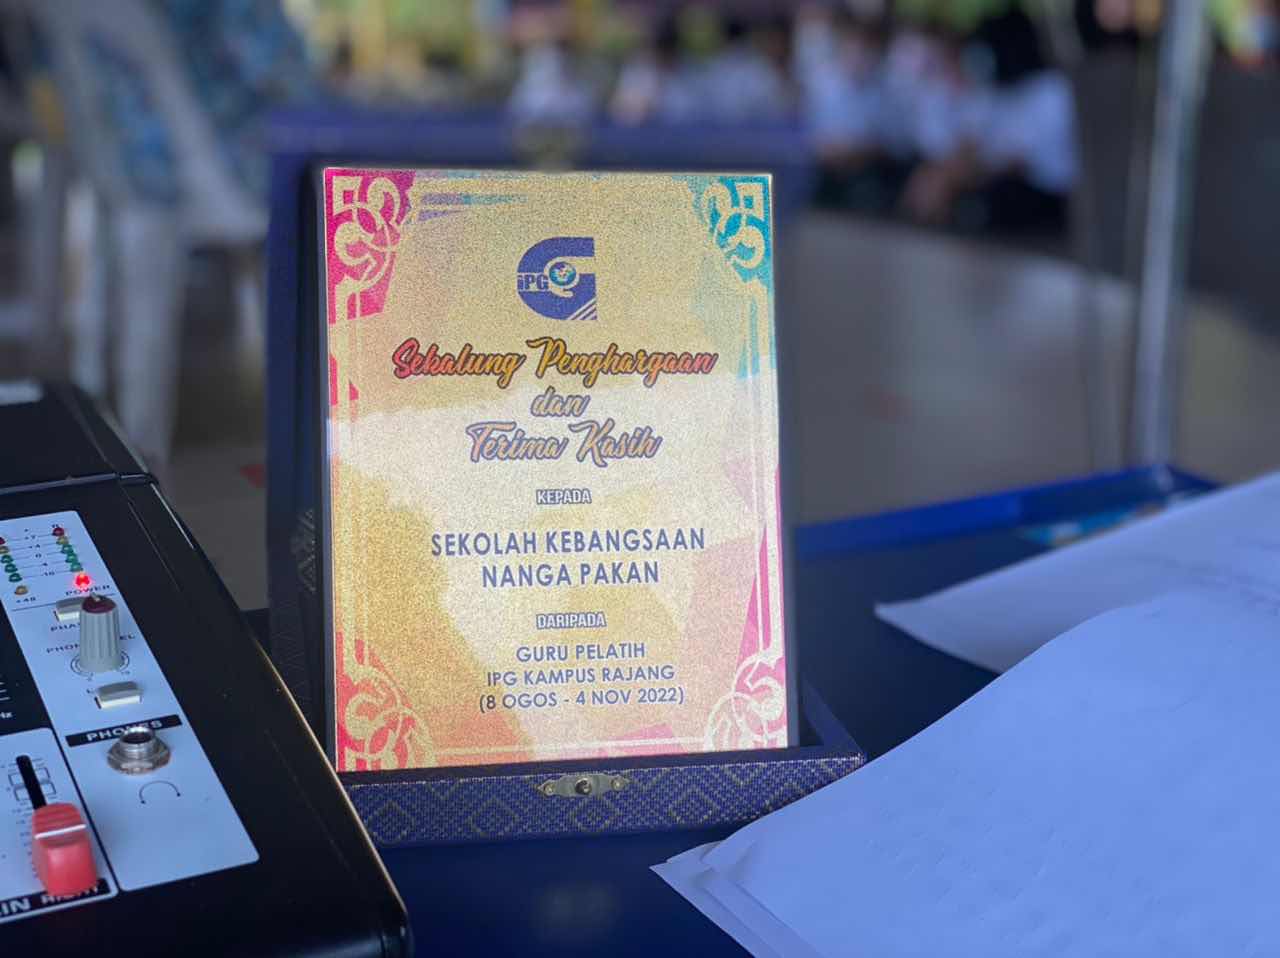 iPG
Sekalung Penghargaan
dan
Terima Kasih
KEPADA
SEKOLAH KEBANGSAAN
NANGA PAKAN
DARIPADA
GURU PELATIH
IPG KAMPUS RAJANG
(8 OGOS - 4 NOV 2022)
+48
POWER
PHONES